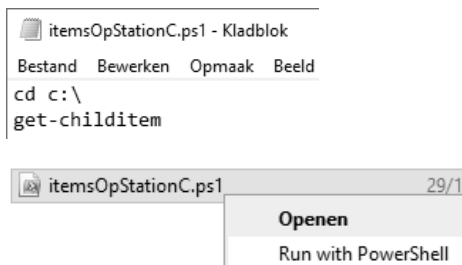 itemsOpStationC.ps1 - Kladblok
Bestand Bewerken Opmaak Beeld
cd c:\
get-childitem
itemsOpStationC.ps1 29/1
Openen
Run with PowerShell